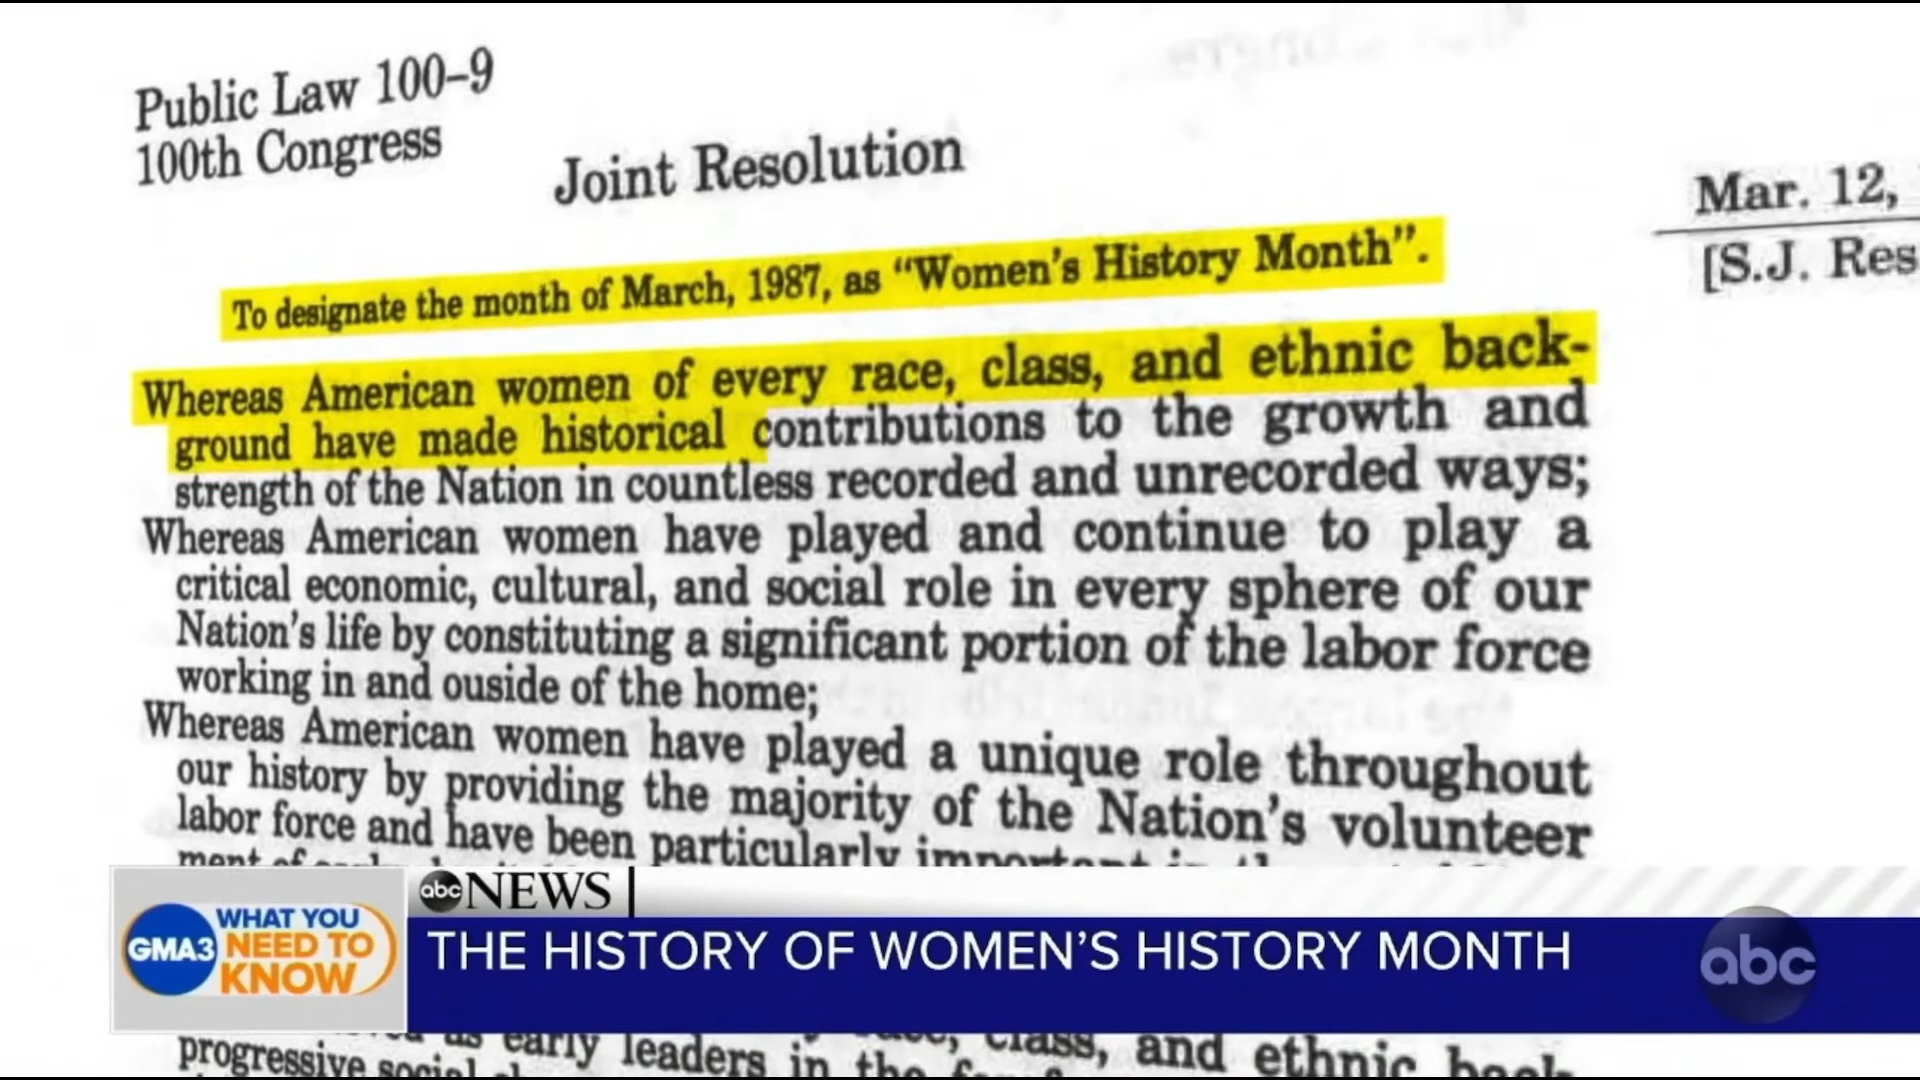 Public Law 100–9
100th Congress
Joint Resolution
Mar. 12,
[S.J. Res
To designate the month of March, 1987, as “Women’s History Month”.
Whereas American women of every race, class, and ethnic back-
ground have made historical contributions to the growth and
strength of the Nation in countless recorded and unrecorded ways;
Whereas American women have played and continue to play a
critical economic, cultural, and social role in every sphere of our
Nation’s life by constituting a significant portion of the labor force
working in and ouside of the home;
Whereas American women have played a unique role throughout
our history by providing the majority of the Nation’s volunteer
labor force and have been particularly important in
abc NEWS
GMA3 WHAT YOU
NEED TO
KNOW
THE HISTORY OF WOMEN’S HISTORY MONTH
abc
as early leaders in the
race, class, and ethnic back-
progressive social